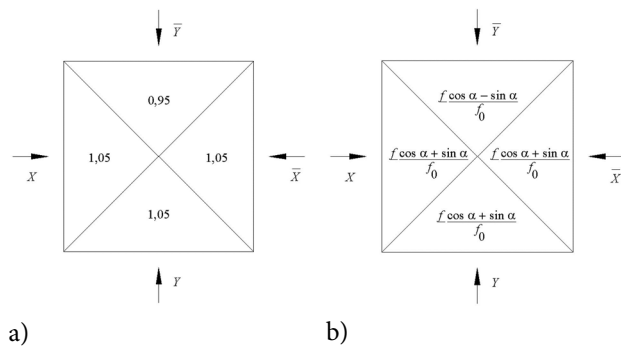 Y̅ Y̅
0,95 f cos α – sin α / f₀
X 1,05 1,05 X̅ X f cos α + sin α / f₀ f cos α + sin α / f₀ X̅
1,05 f cos α + sin α / f₀
Y Y
a) b)